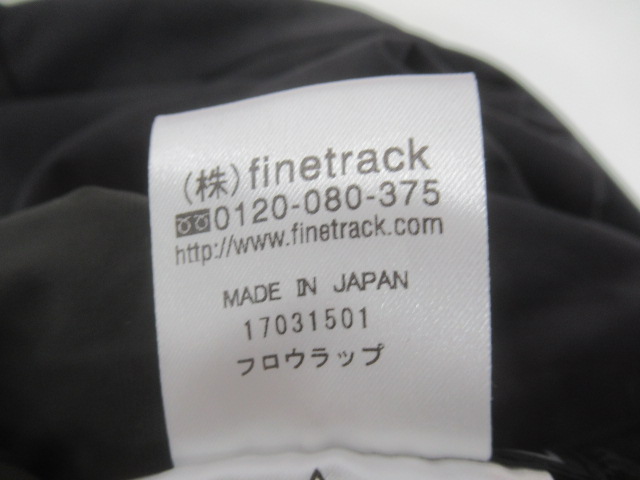 (株)finetrack
0120-080-375
http://www.finetrack.com
MADE IN JAPAN
17031501
フロウラップ